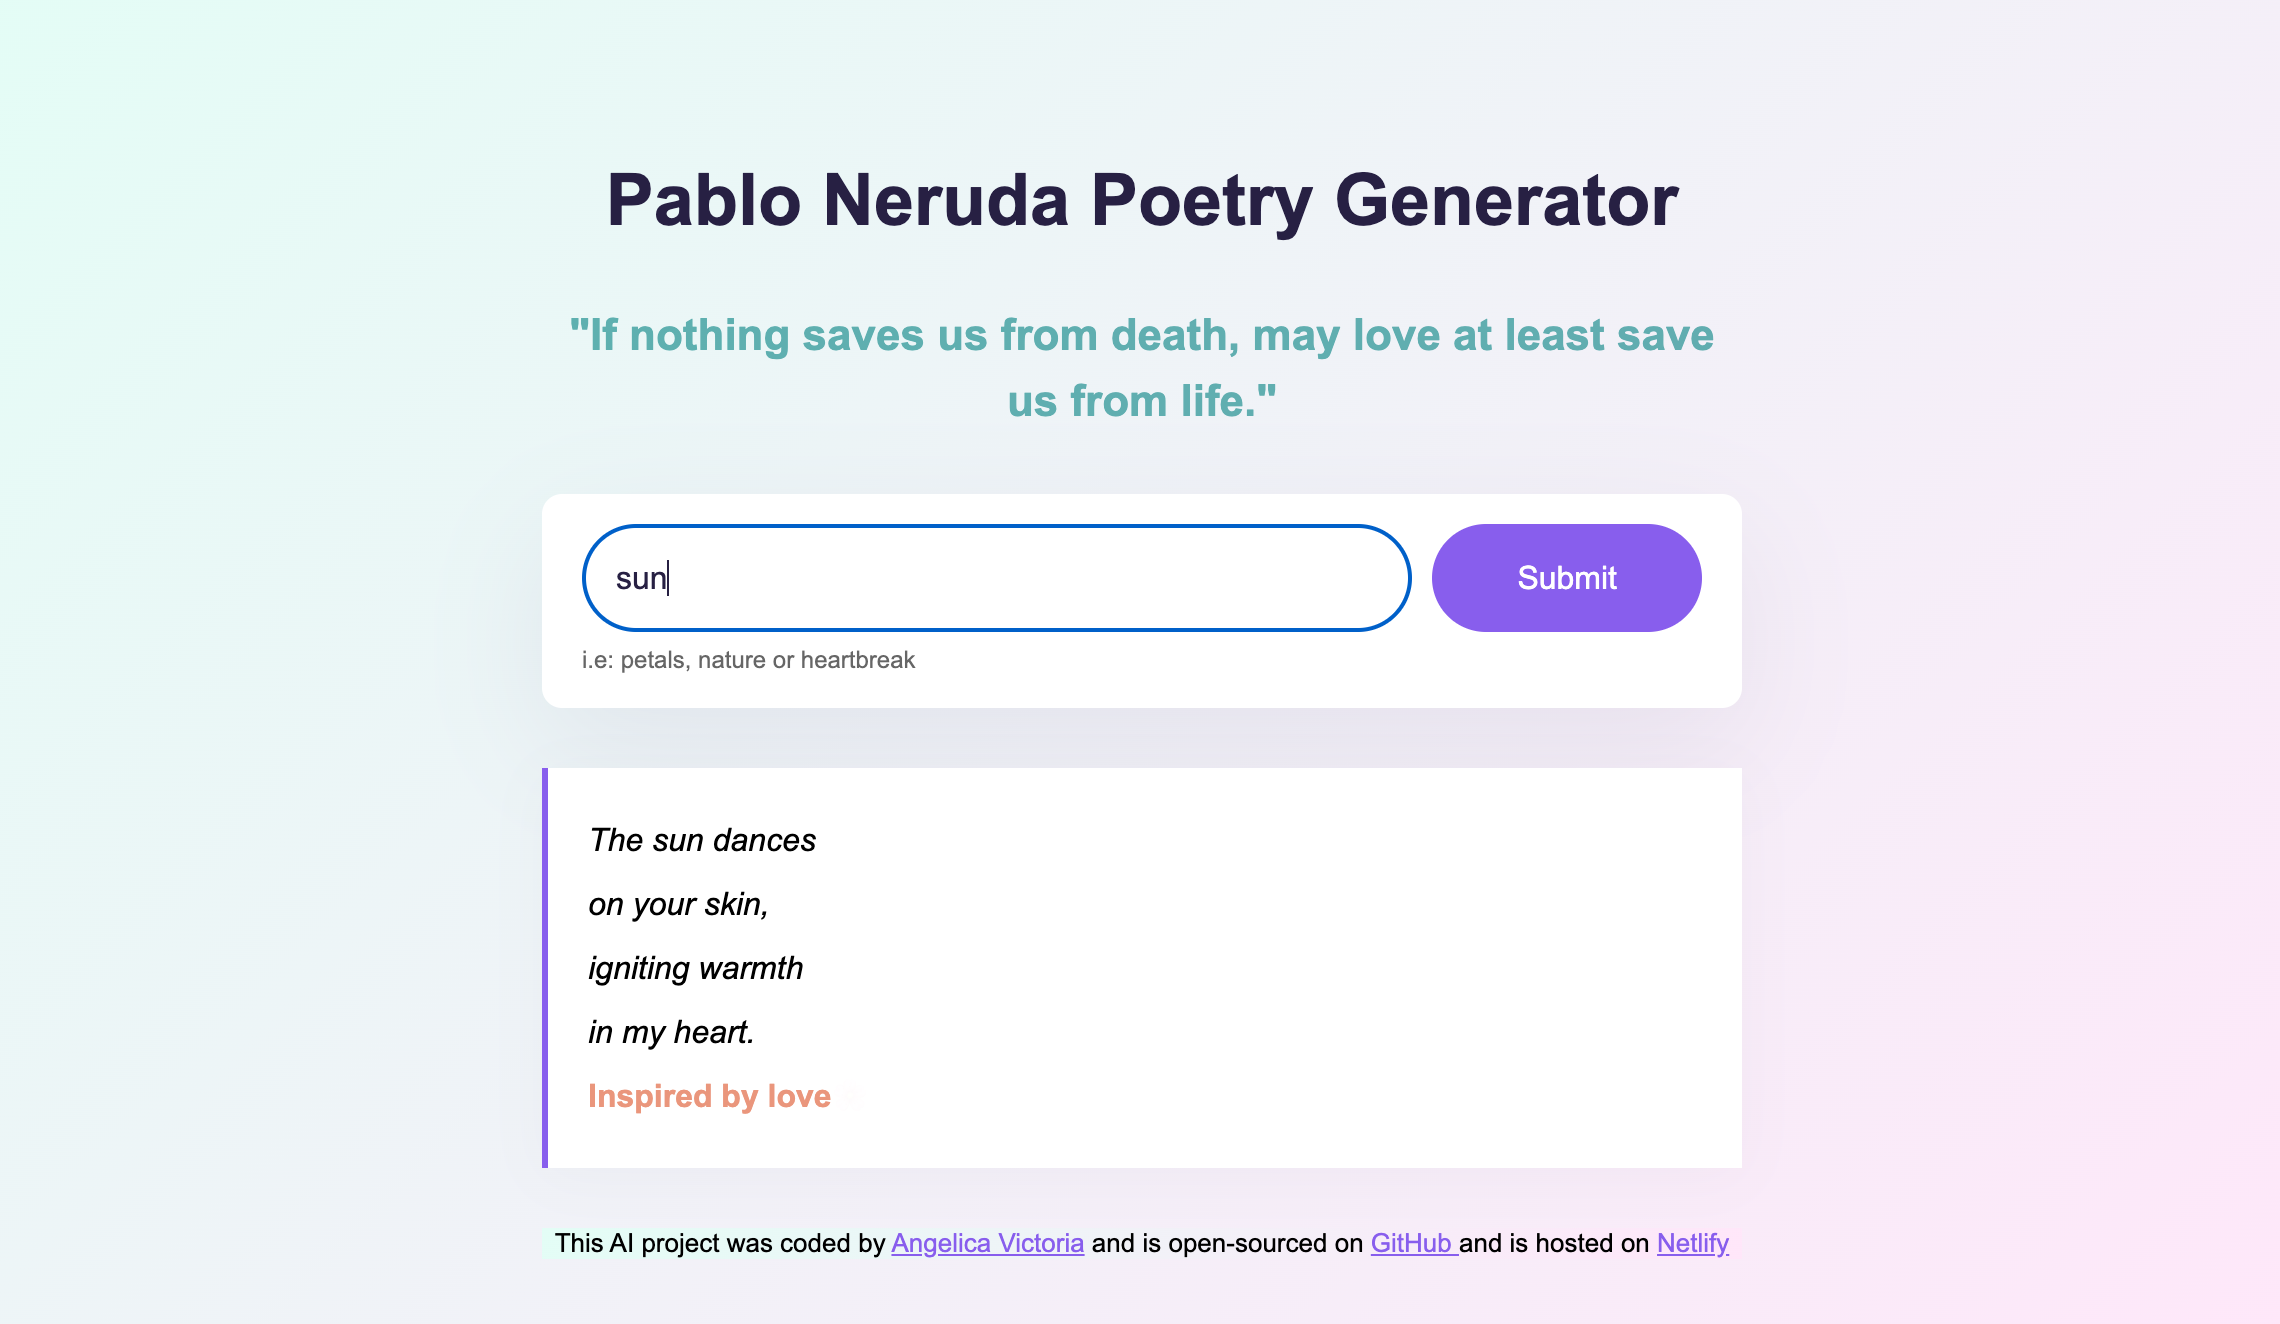 Pablo Neruda Poetry Generator
"If nothing saves us from death, may love at least save
us from life."
sun
Submit
i.e: petals, nature or heartbreak
The sun dances
on your skin,
igniting warmth
in my heart.
Inspired by love
This AI project was coded by Angelica Victoria and is open-sourced on GitHub and is hosted on Netlify